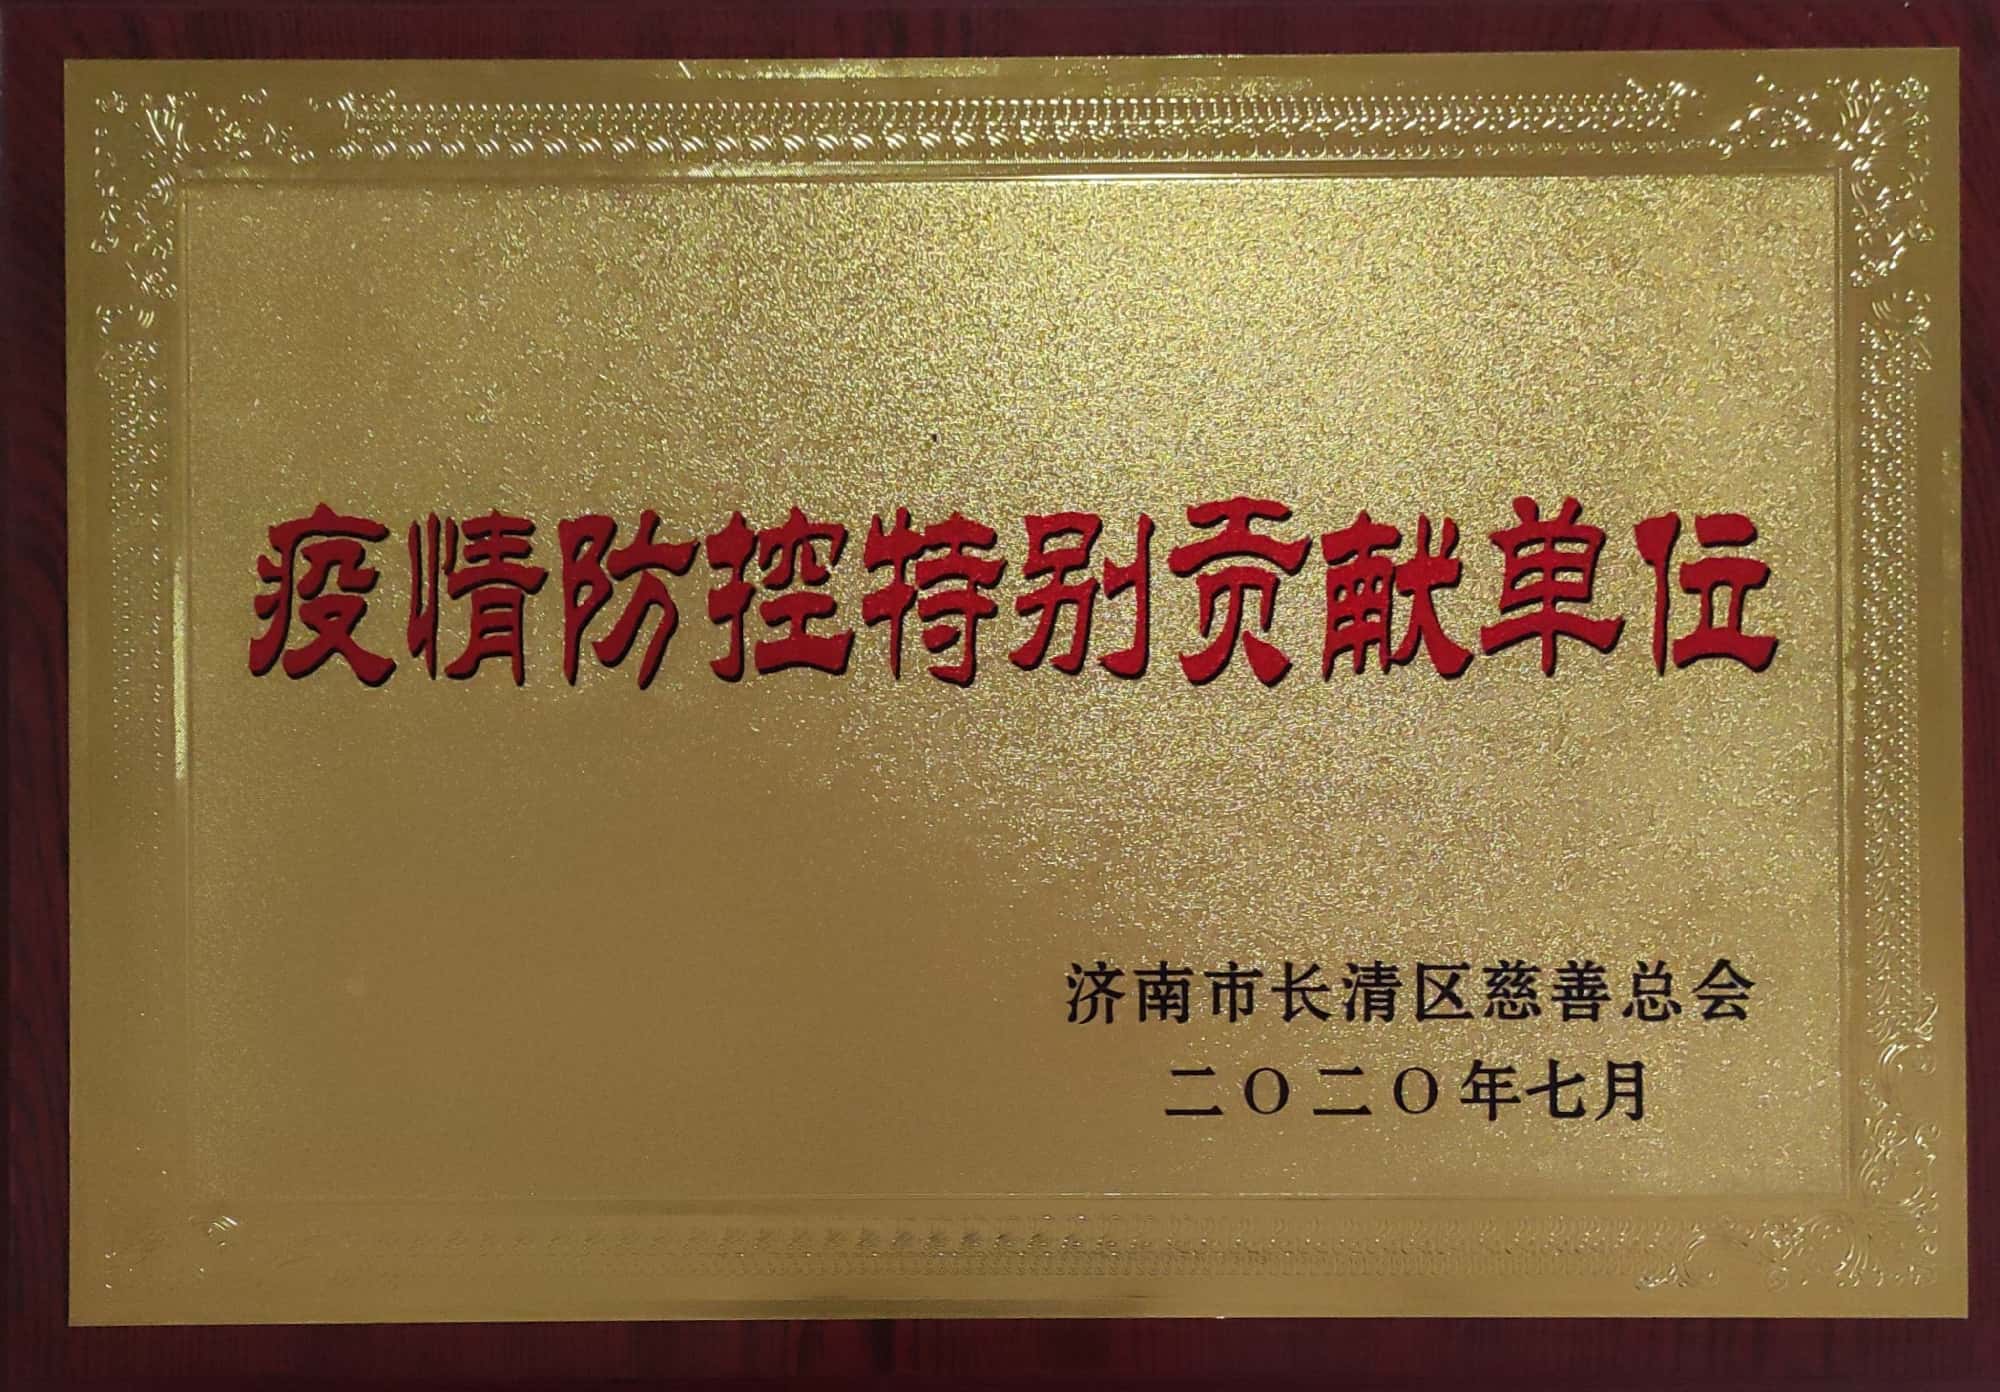 疫情防控特别贡献单位
济南市长清区慈善总会
二〇二〇年七月